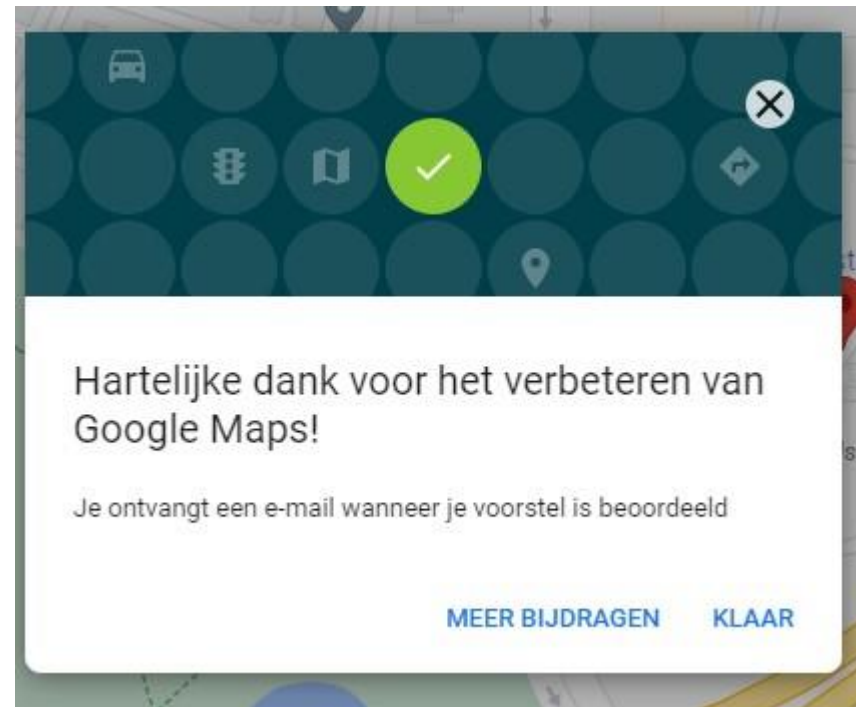 Hartelijke dank voor het verbeteren van
Google Maps!
Je ontvangt een e-mail wanneer je voorstel is beoordeeld
MEER BIJDRAGEN KLAAR